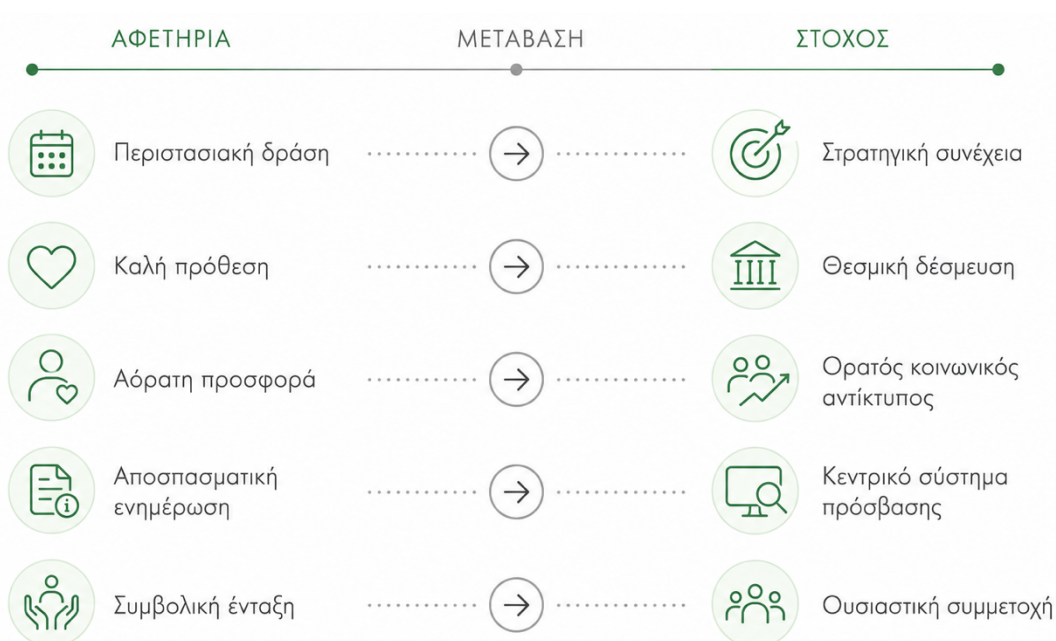 ΑΦΕΤΗΡΙΑ ΜΕΤΑΒΑΣΗ ΣΤΟΧΟΣ
Περιστασιακή δράση Στρατηγική συνέχεια
Καλή πρόθεση Θεσμική δέσμευση
Αόρατη προσφορά Ορατός κοινωνικός
αντίκτυπος
Αποσπασματική Κεντρικό σύστημα
ενημέρωση πρόσβασης
Συμβολική ένταξη Ουσιαστική συμμετοχή